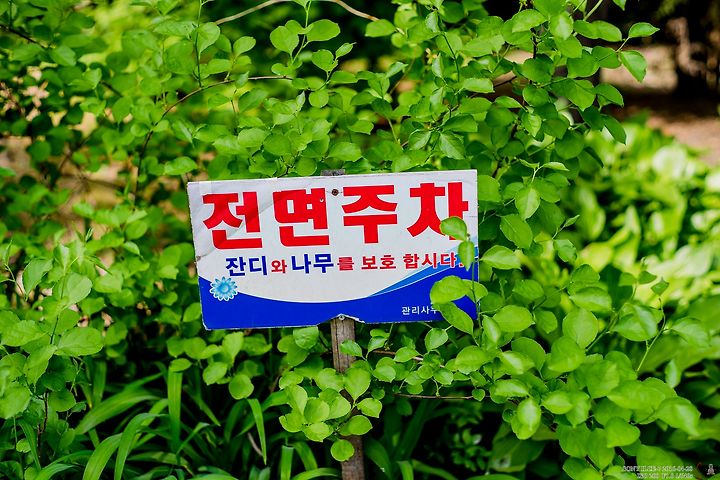 전면주차
잔디와 나무를 보호 합시다.
관리사무